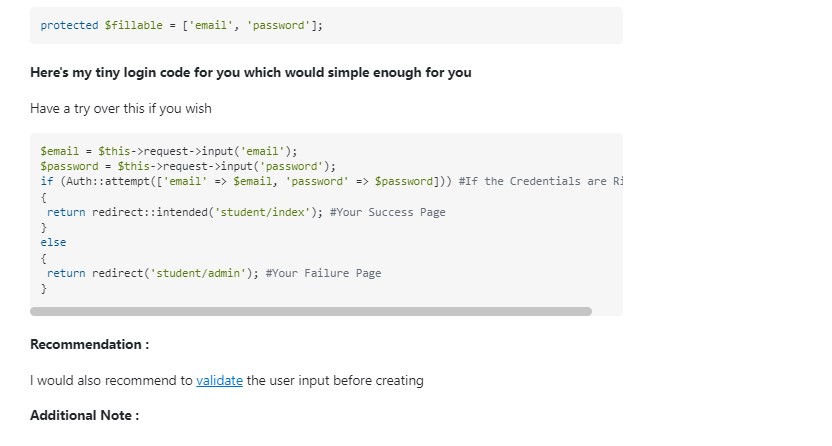 protected $fillable = ['email', 'password'];
Here's my tiny login code for you which would simple enough for you
Have a try over this if you wish
$email = $this->request->input('email');
$password = $this->request->input('password');
if (Auth::attempt(['email' => $email, 'password' => $password])) #If the Credentials are Ri
{
return redirect::intended('student/index'); #Your Success Page
}
else
{
return redirect('student/admin'); #Your Failure Page
}
Recommendation :
I would also recommend to validate the user input before creating
Additional Note :